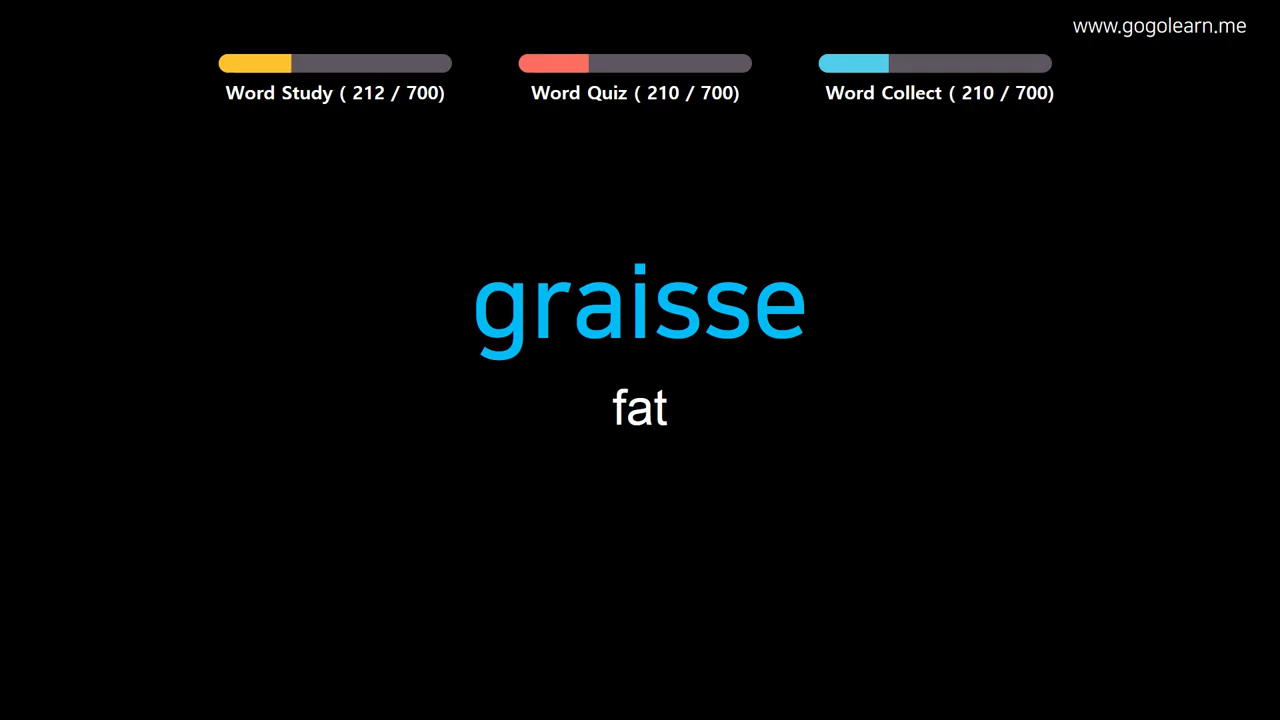 www.gogolearn.me
Word Study ( 212 / 700)
Word Quiz ( 210 / 700)
Word Collect ( 210 / 700)
graisse
fat